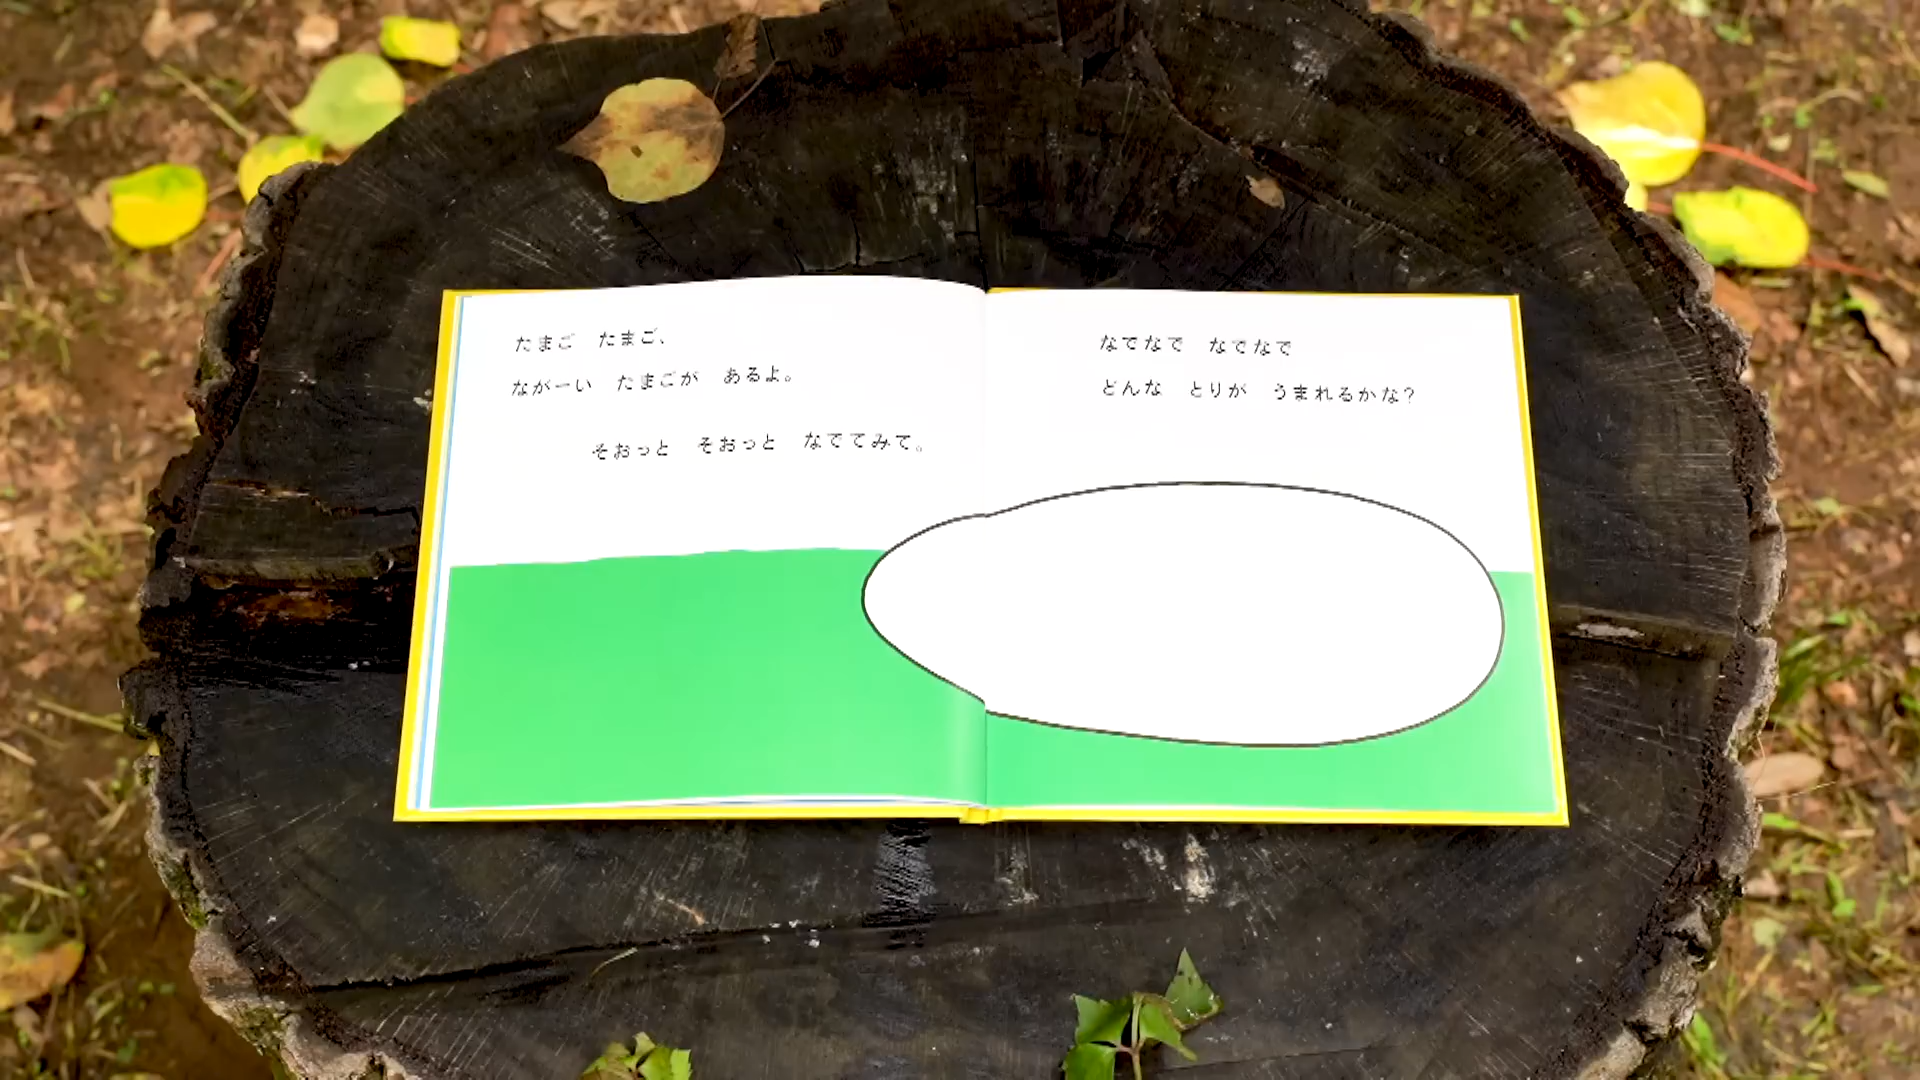 たまご　たまご、
ながーい　たまごが　あるよ。
そおっと　そおっと　なでてみて。
なでなで　なでなで
どんな　とりが　うまれるかな？